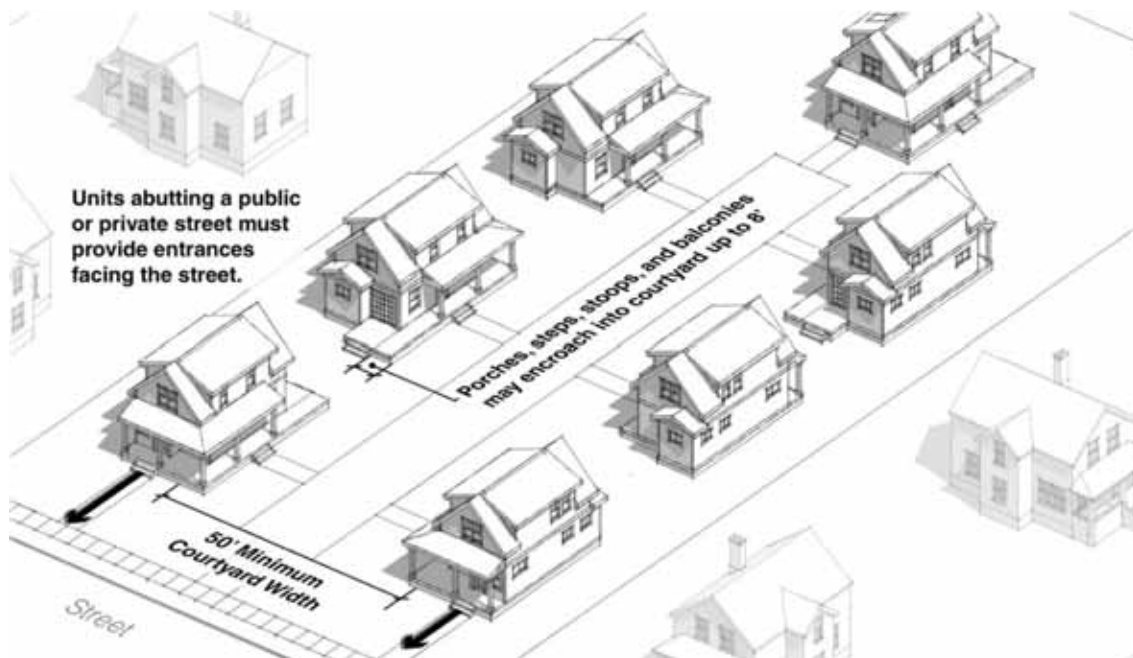 Units abutting a public
or private street must
provide entrances
facing the street.
Porches, steps, stoops, and balconies
may encroach into courtyard up to 8'
50' Minimum
Courtyard Width
Street